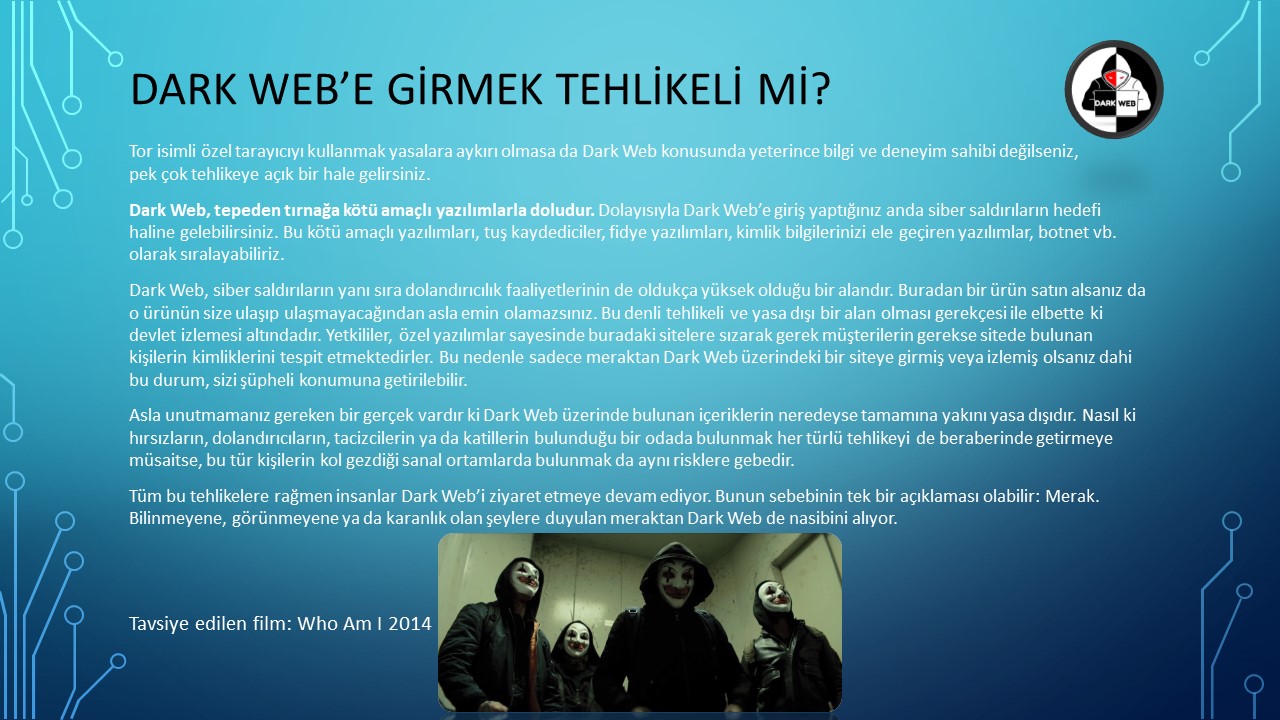 DARK WEB’E GİRMEK TEHLİKELİ Mİ?
DARK WEB
Tor isimli özel tarayıcıyı kullanmak yasalara aykırı olmasa da Dark Web konusunda yeterince bilgi ve deneyim sahibi değilseniz,
pek çok tehlikeye açık bir hale gelirsiniz.
Dark Web, tepeden tırnağa kötü amaçlı yazılımlarla doludur. Dolayısıyla Dark Web’e giriş yaptığınız anda siber saldırıların hedefi
haline gelebilirsiniz. Bu kötü amaçlı yazılımları, tuş kaydediciler, fidye yazılımları, kimlik bilgilerinizi ele geçiren yazılımlar, botnet vb.
olarak sıralayabiliriz.
Dark Web, siber saldırıların yanı sıra dolandırıcılık faaliyetlerinin de oldukça yüksek olduğu bir alandır. Buradan bir ürün satın alsanız da
o ürünün size ulaşıp ulaşmayacağından asla emin olamazsınız. Bu denli tehlikeli ve yasa dışı bir alan olması gerekçesi ile elbette ki
devlet izlemesi altındadır. Yetkililer, özel yazılımlar sayesinde buradaki sitelere sızarak gerek müşterilerin gerekse sitede bulunan
kişilerin kimliklerini tespit etmektedirler. Bu nedenle sadece meraktan Dark Web üzerindeki bir siteye girmiş veya izlemiş olsanız dahi
bu durum, sizi şüpheli konumuna getirilebilir.
Asla unutmamanız gereken bir gerçek vardır ki Dark Web üzerinde bulunan içeriklerin neredeyse tamamına yakını yasa dışıdır. Nasıl ki
hırsızların, dolandırıcıların, tacizcilerin ya da katillerin bulunduğu bir odada bulunmak her türlü tehlikeyi de beraberinde getirmeye
müsaitse, bu tür kişilerin kol gezdiği sanal ortamlarda bulunmak da aynı risklere gebedir.
Tüm bu tehlikelere rağmen insanlar Dark Web’i ziyaret etmeye devam ediyor. Bunun sebebinin tek bir açıklaması olabilir: Merak.
Bilinmeyene, görünmeyene ya da karanlık olan şeylere duyulan meraktan Dark Web de nasibini alıyor.
Tavsiye edilen film: Who Am I 2014